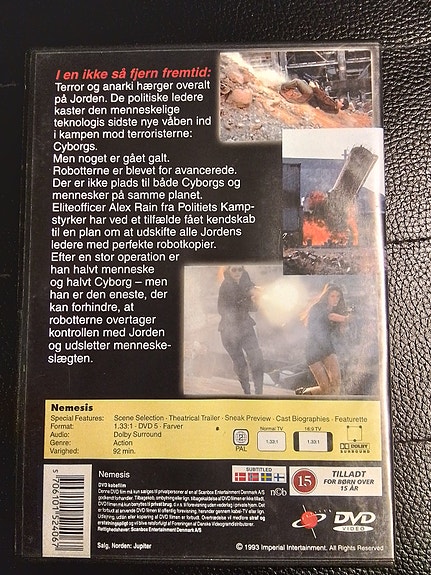 I en ikke så fjern fremtid:
Terror og anarki hærger overalt
på Jorden. De politiske ledere
kaster den menneskelige
teknologis sidste nye våben ind
i kampen mod terroristerne:
Cyborgs.
Men noget er gået galt.
Robotterne er blevet for avancerede.
Der er ikke plads til både Cyborgs og
mennesker på samme planet.
Eliteofficer Alex Rain fra Politiets Kamp-
styrker har ved et tilfælde fået kendskab
til en plan om at udskifte alle Jordens
ledere med perfekte robotkopier.
Efter en stor operation er
han halvt menneske
og halvt Cyborg – men
han er den eneste, der
kan forhindre, at
robotterne overtager
kontrollen med Jorden
og udsletter menneske-
slægten.
Nemesis
Special Features: Scene Selection - Theatrical Trailer - Sneak Preview - Cast Biographies - Featurette
Format: 1.33:1 - DVD 5 - Farver
Audio: Dolby Surround
Genre: Action
Varighed: 92 min.
2
PAL
Normal TV
1.33:1
16:9 TV
1.33:1
DOLBY
SURROUND
Nemesis
DVD købefilm
Salg, Norden: Jupiter
SUBTITLED
ncb
15
TILLADT
FOR BØRN OVER
15 ÅR
DVD
VIDEO
© 1993 Imperial Entertainment. All Rights Reserved